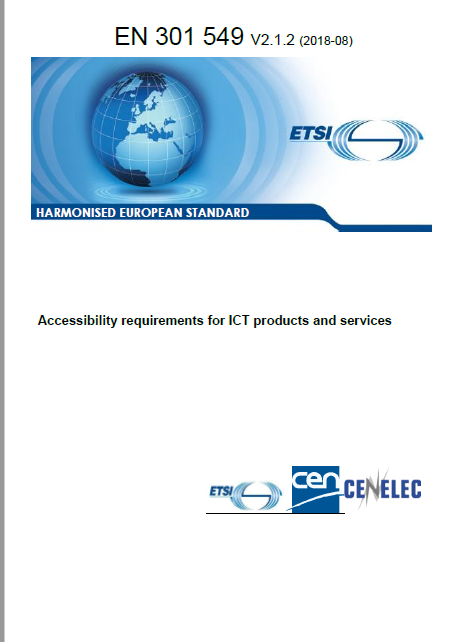 EN 301 549 V2.1.2 (2018-08)
ETSI
HARMONISED EUROPEAN STANDARD
Accessibility requirements for ICT products and services
ETSI
cen
CENELEC